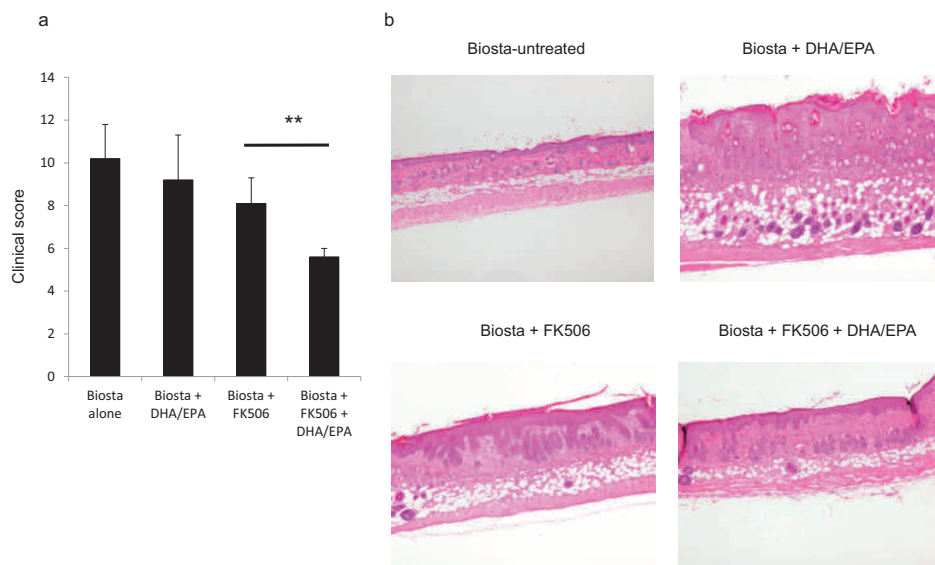 a
14
12
10
8
6
4
2
0
Clinical score
**
Biosta
alone
Biosta +
DHA/EPA
Biosta +
FK506
Biosta +
FK506 +
DHA/EPA
b
Biosta-untreated
Biosta + DHA/EPA
Biosta + FK506
Biosta + FK506 + DHA/EPA